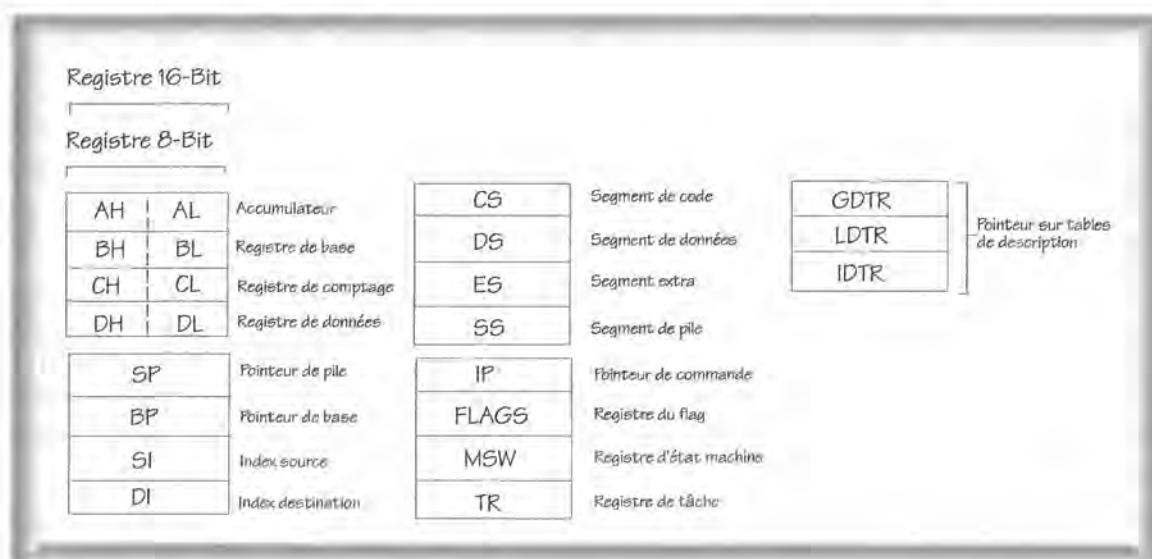 Registre 16-Bit
Registre 8-Bit
AH AL Accumulateur
BH BL Registre de base
CH CL Registre de comptage
DH DL Registre de données
SP Pointeur de pile
BP Pointeur de base
SI Index source
DI Index destination
CS Segment de code
DS Segment de données
ES Segment extra
SS Segment de pile
IP Pointeur de commande
FLAGS Registre du flag
MSW Registre d'état machine
TR Registre de tâche
GDTR
LDTR
IDTR
Pointeur sur tables
de description